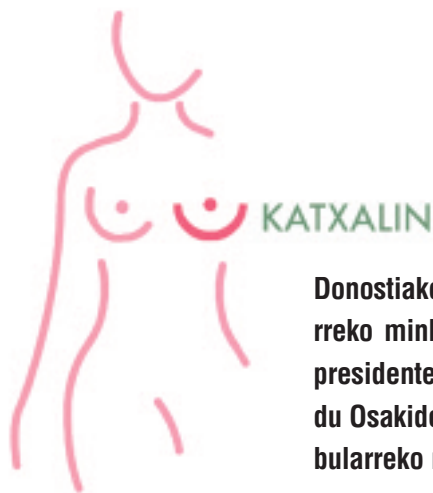 KATXALIN
Donostiako
rreko
presidente
du
bularreko